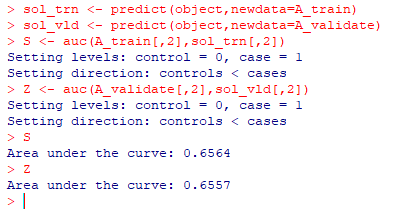 > sol_trn <- predict(object,newdata=A_train)
> sol_vld <- predict(object,newdata=A_validate)
> S <- auc(A_train[,2],sol_trn[,2])
Setting levels: control = 0, case = 1
Setting direction: controls < cases
> Z <- auc(A_validate[,2],sol_vld[,2])
Setting levels: control = 0, case = 1
Setting direction: controls < cases
> S
Area under the curve: 0.6564
> Z
Area under the curve: 0.6557
> |